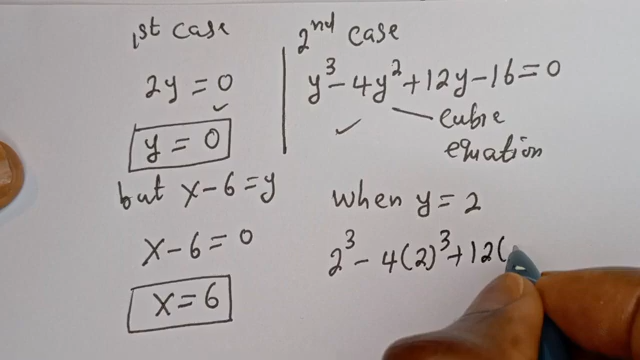 1st case
2y = 0
y = 0
but x-6=y
x-6=0
x=6
2nd case
y³-4y²+12y-16=0
cubic
equation
when y=2
2³-4(2)³+12(